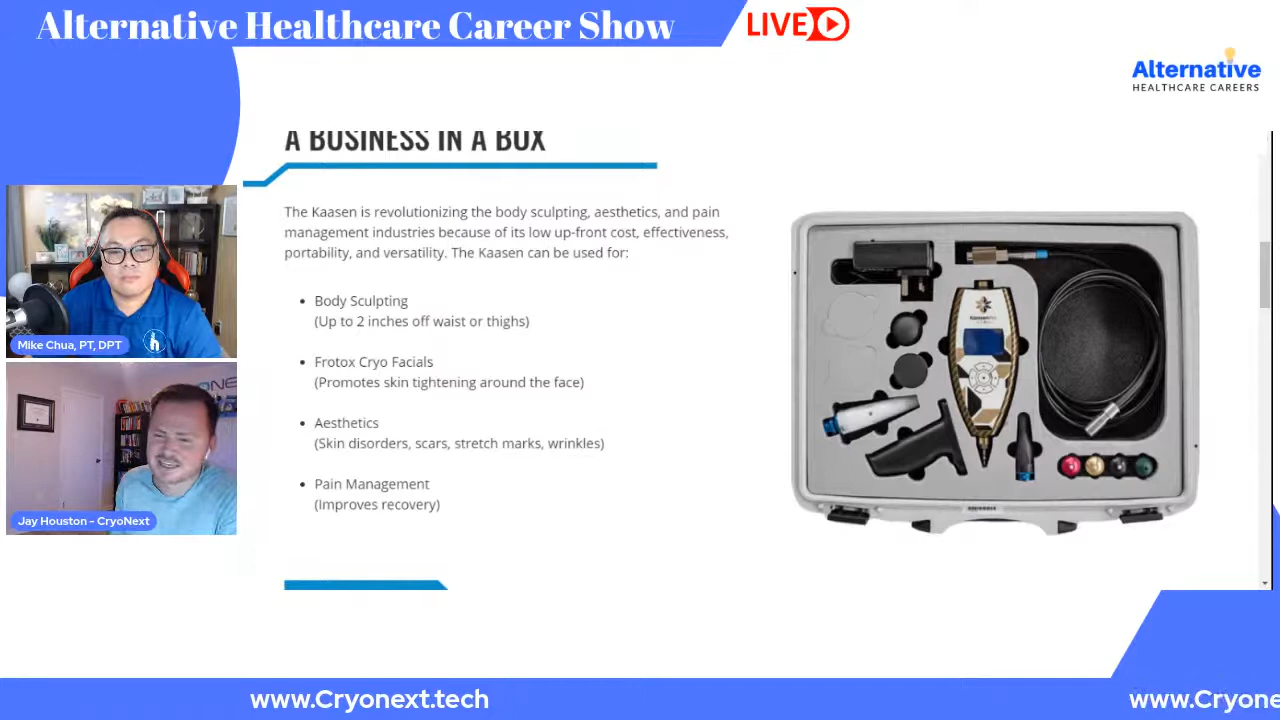 Alternative Healthcare Career Show
LIVE
Alternative
HEALTHCARE CAREERS
A BUSINESS IN A BOX
The Kaasen is revolutionizing the body sculpting, aesthetics, and pain
management industries because of its low up-front cost, effectiveness,
portability, and versatility. The Kaasen can be used for:
• Body Sculpting
(Up to 2 inches off waist or thighs)
• Frotox Cryo Facials
(Promotes skin tightening around the face)
• Aesthetics
(Skin disorders, scars, stretch marks, wrinkles)
• Pain Management
(Improves recovery)
Mike Chua, PT, DPT
Jay Houston - CryoNext
www.Cryonext.tech
www.Cryone